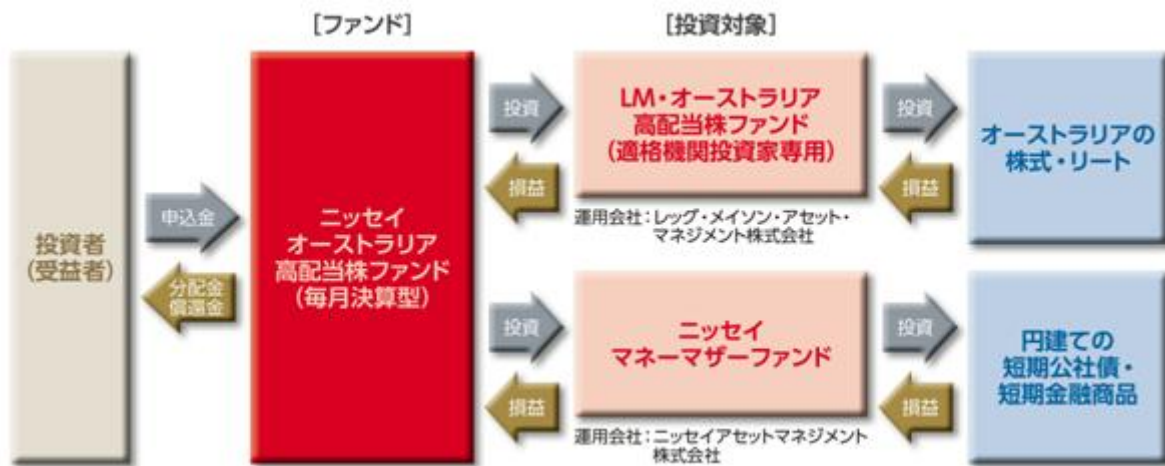 [ファンド]
[投資対象]
投資者
(受益者)
申込金
分配金
償還金
ニッセイ
オーストラリア
高配当株ファンド
(毎月決算型)
投資
損益
LM・オーストラリア
高配当株ファンド
(適格機関投資家専用)
運用会社:レッグ・メイソン・アセット・
マネジメント株式会社
投資
損益
オーストラリアの
株式・リート
投資
損益
ニッセイ
マネーマザーファンド
運用会社:ニッセイアセットマネジメント
株式会社
投資
損益
円建ての
短期公社債・
短期金融商品